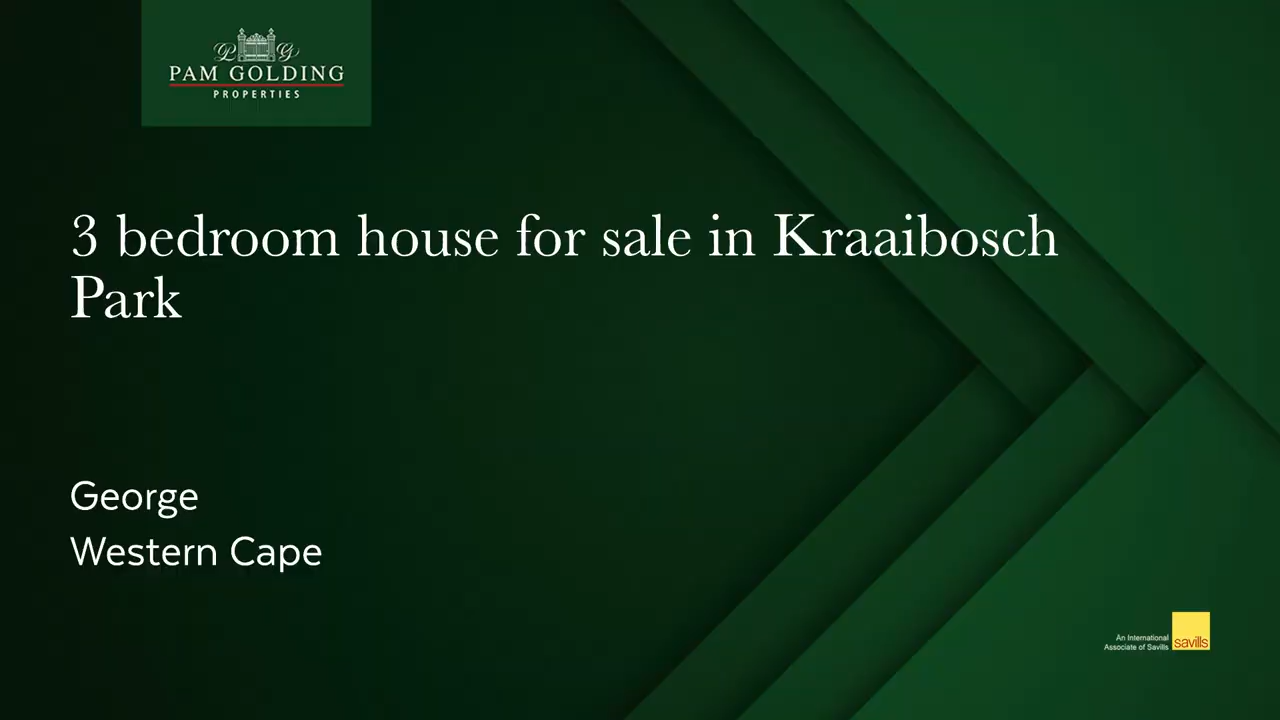 PAM GOLDING
PROPERTIES
3 bedroom house for sale in Kraaibosch
Park
George
Western Cape
An International
Associate of Savills
savills